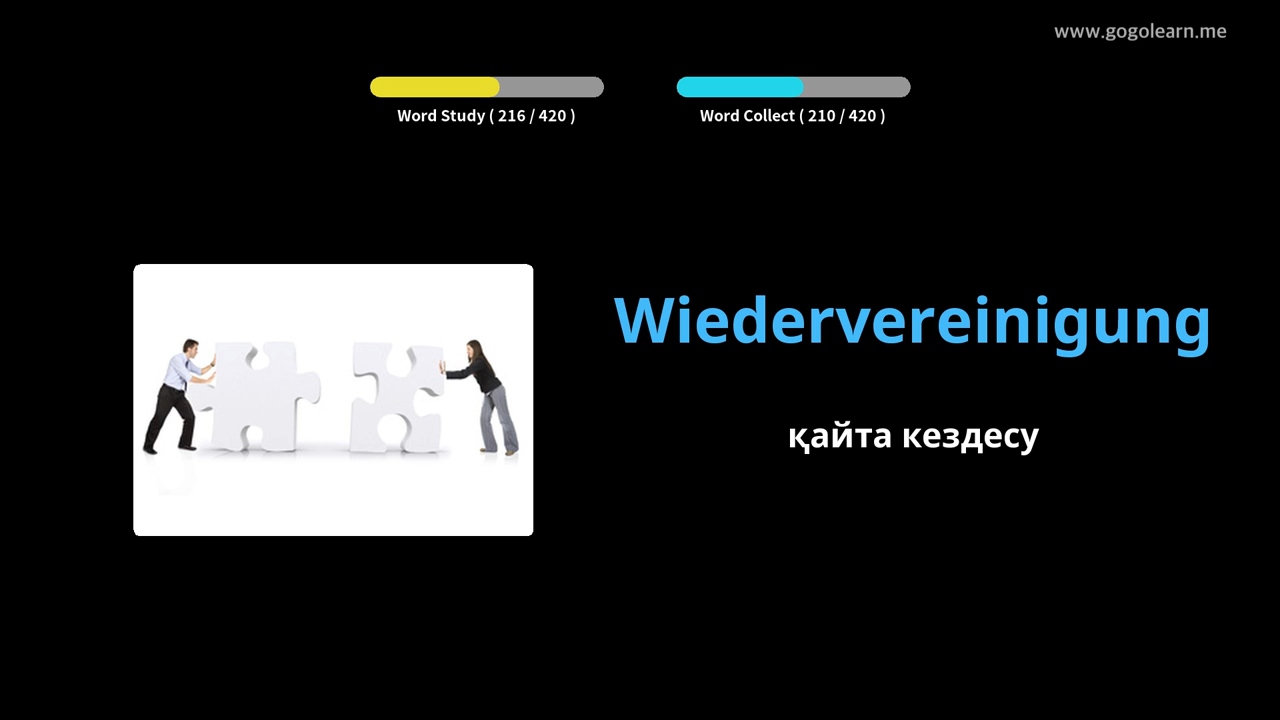 www.gogolearn.me
Word Study ( 216 / 420 )
Word Collect ( 210 / 420 )
Wiedervereinigung
қайта кездесу